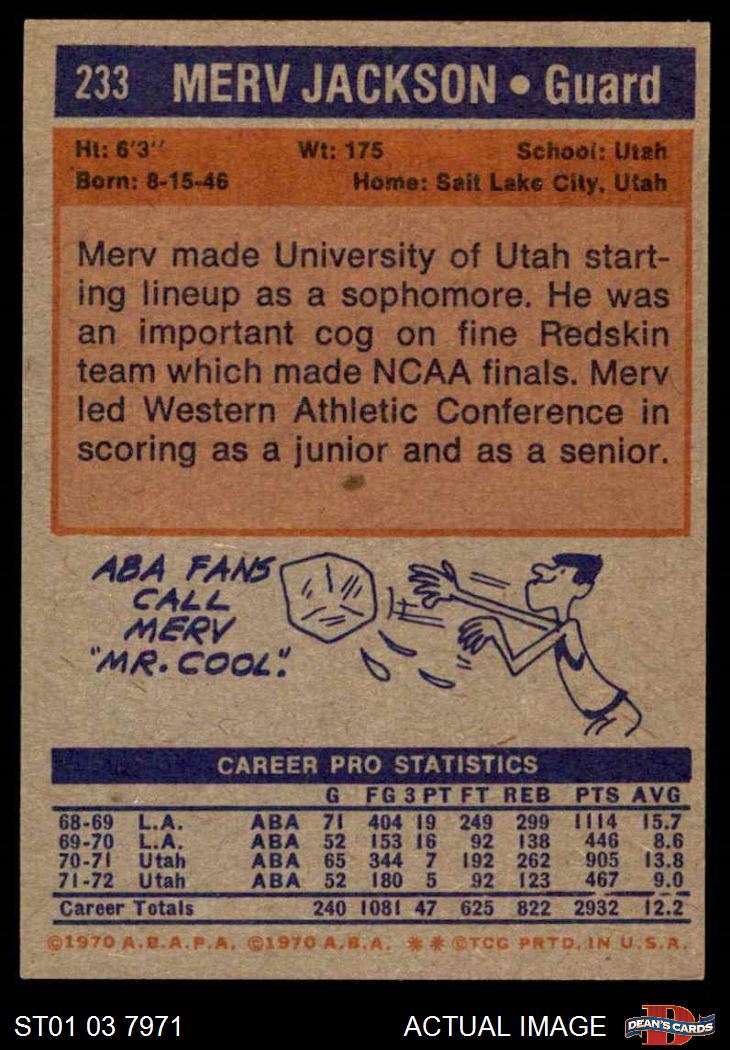 233 MERV JACKSON • Guard
Ht: 6'3" Wt: 175 School: Utah
Born: 8-15-46 Home: Salt Lake City, Utah
Merv made University of Utah start-
ing lineup as a sophomore. He was
an important cog on fine Redskin
team which made NCAA finals. Merv
led Western Athletic Conference in
scoring as a junior and as a senior.
ABA FANS
CALL
MERV
"MR. COOL".
CAREER PRO STATISTICS
G FG 3 PT FT REB PTS AVG
68-69 L.A. ABA 71 404 19 249 299 1114 15.7
69-70 L.A. ABA 52 153 16 92 138 446 8.6
70-71 Utah ABA 65 344 7 192 262 905 13.8
71-72 Utah ABA 52 180 5 92 123 467 9.0
Career Totals 240 1081 47 625 822 2932 12.2
©1970 A.B.A.P.A. ©1970 A.B.A. ** ©TCG PRTD. IN U.S.A.
ST01 03 7971 ACTUAL IMAGE D DEAN'S CARDS